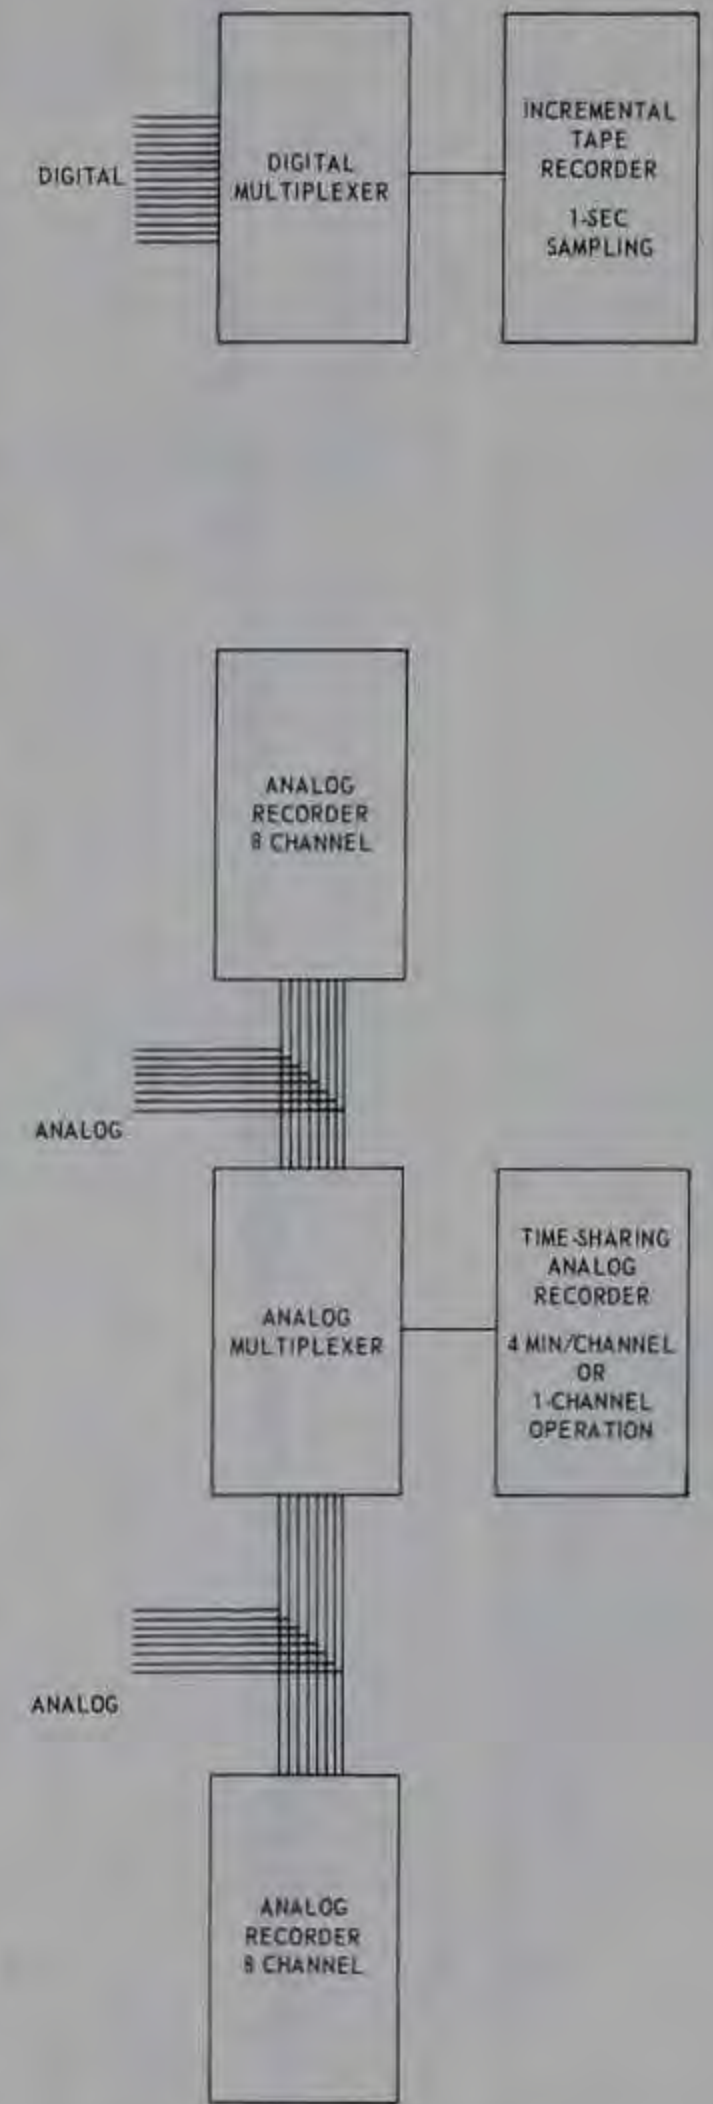 DIGITAL
DIGITAL
MULTIPLEXER
INCREMENTAL
TAPE
RECORDER
1-SEC
SAMPLING
ANALOG
RECORDER
8 CHANNEL
ANALOG
ANALOG
MULTIPLEXER
TIME-SHARING
ANALOG
RECORDER
4 MIN/CHANNEL
OR
1-CHANNEL
OPERATION
ANALOG
ANALOG
RECORDER
8 CHANNEL